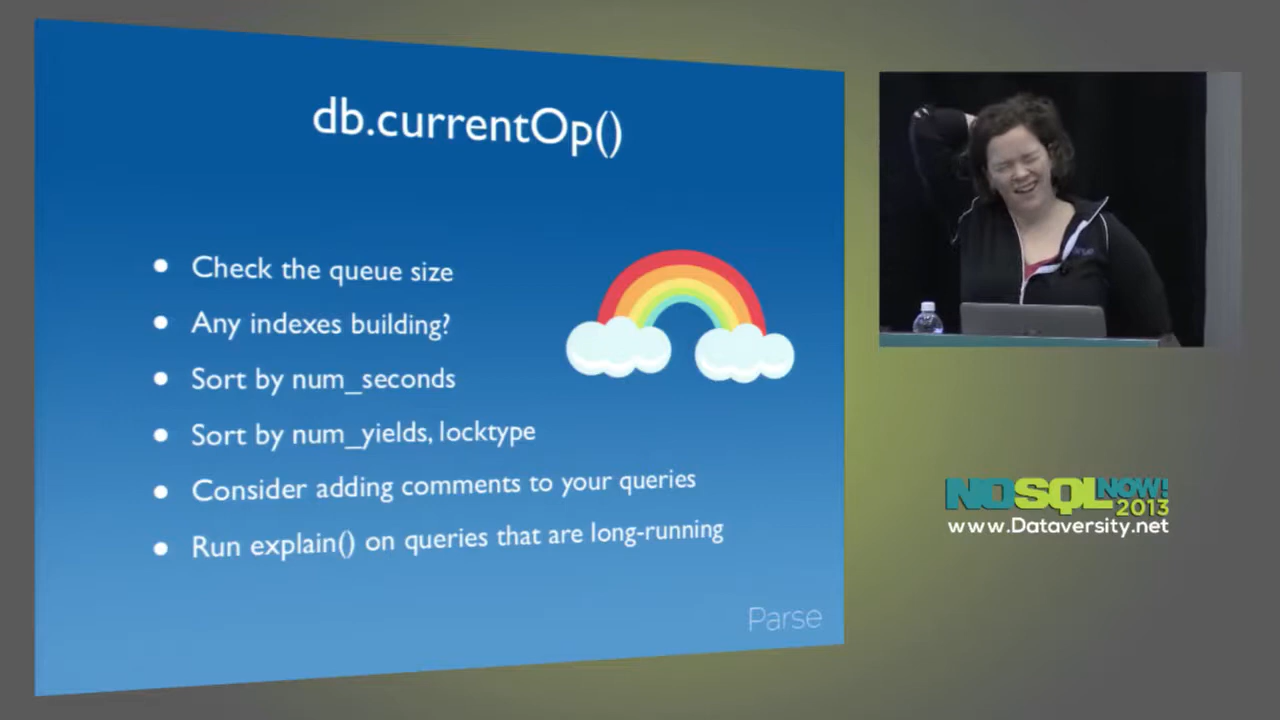 db.currentOp()
Check the queue size
Any indexes building?
Sort by num_seconds
Sort by num_yields, locktype
Consider adding comments to your queries
Run explain() on queries that are long-running
Parse
NOSQL NOW!
2013
www.Dataversity.net